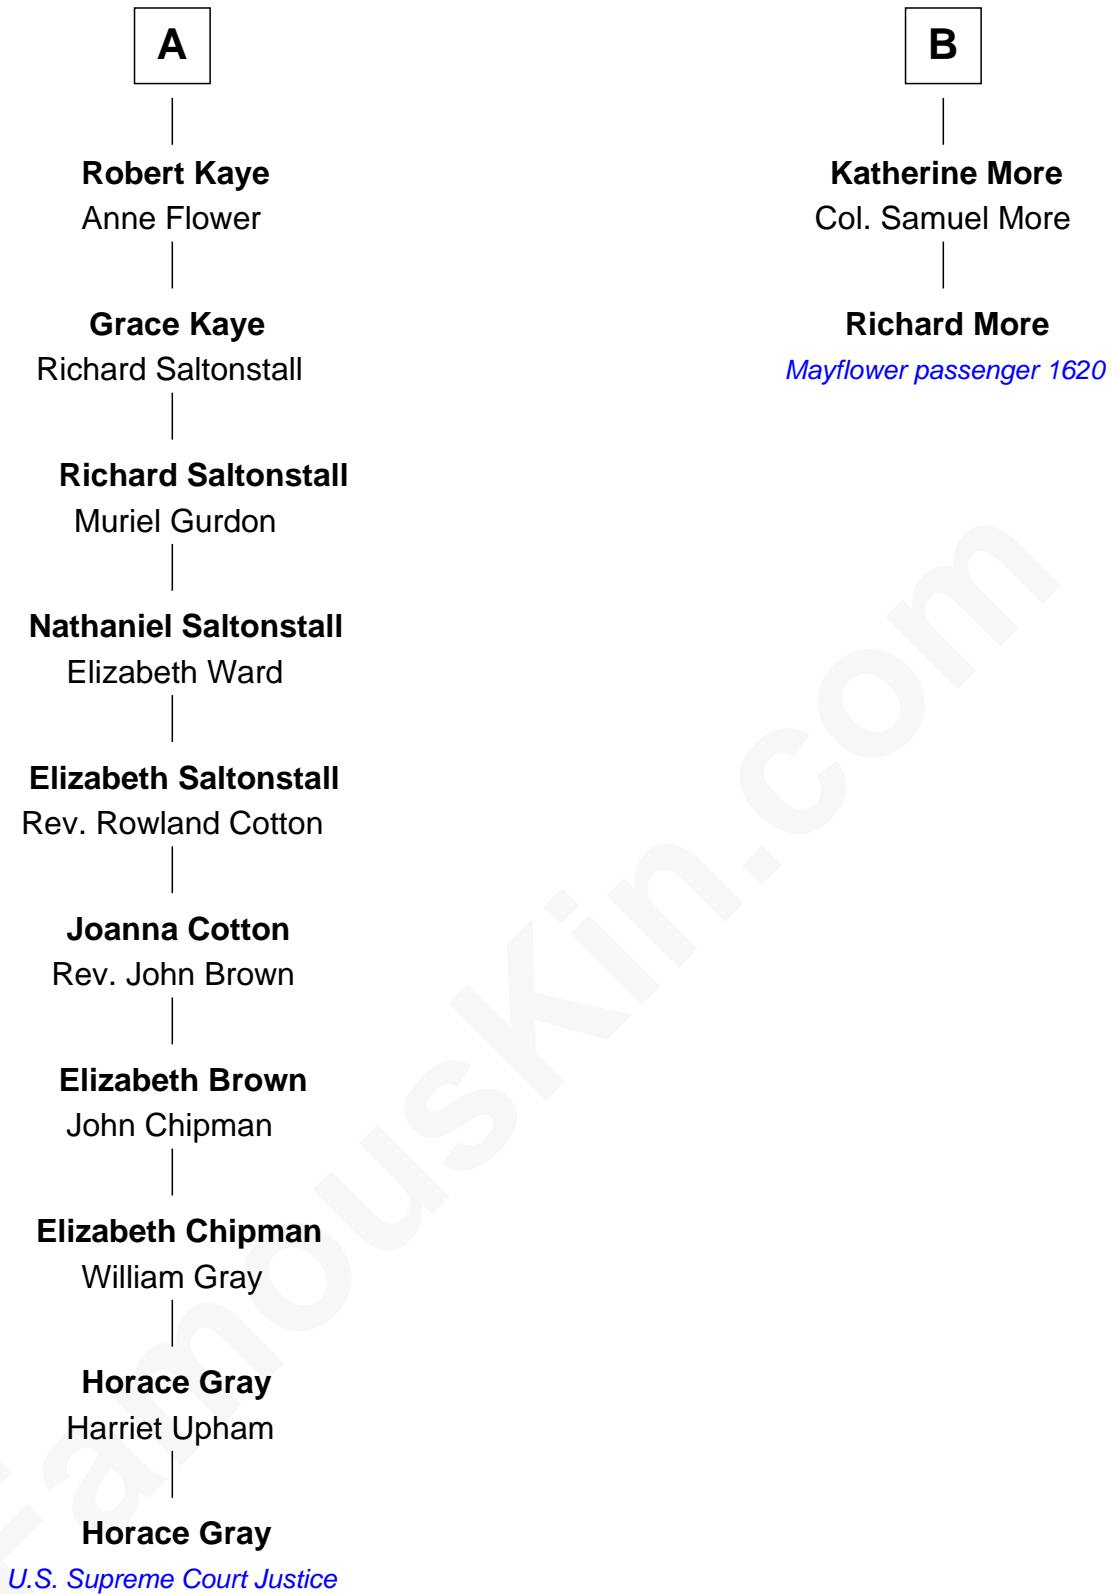 A
Robert Kaye
Anne Flower
Grace Kaye
Richard Saltonstall
Richard Saltonstall
Muriel Gurdon
Nathaniel Saltonstall
Elizabeth Ward
Elizabeth Saltonstall
Rev. Rowland Cotton
Joanna Cotton
Rev. John Brown
Elizabeth Brown
John Chipman
Elizabeth Chipman
William Gray
Horace Gray
Harriet Upham
Horace Gray
U.S. Supreme Court Justice
B
Katherine More
Col. Samuel More
Richard More
Mayflower passenger 1620
FamousKin.com